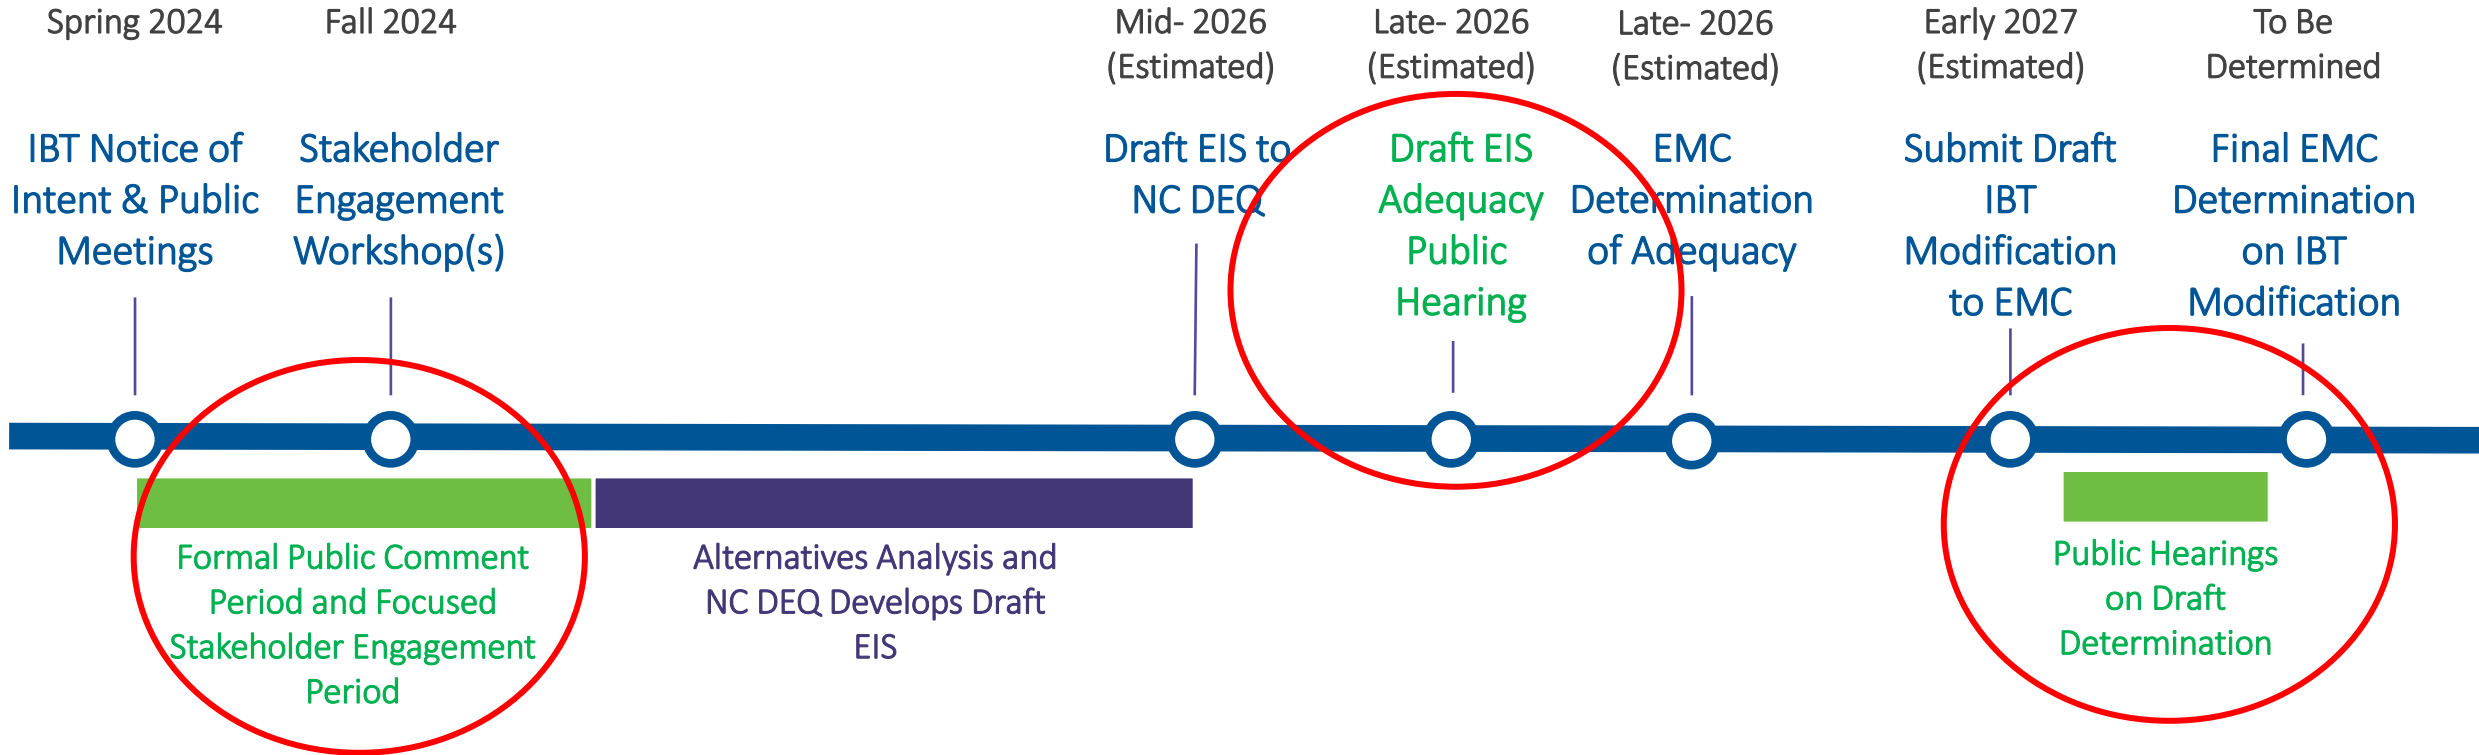 Spring 2024
IBT Notice of
Intent & Public
Meetings
Fall 2024
Stakeholder
Engagement
Workshop(s)
Mid- 2026
(Estimated)
Draft EIS to
NC DEQ
Late- 2026
(Estimated)
Draft EIS
Adequacy
Public
Hearing
Late- 2026
(Estimated)
EMC
Determination
of Adequacy
Early 2027
(Estimated)
Submit Draft
IBT
Modification
to EMC
To Be
Determined
Final EMC
Determination
on IBT
Modification
Formal Public Comment
Period and Focused
Stakeholder Engagement
Period
Alternatives Analysis and
NC DEQ Develops Draft
EIS
Public Hearings
on Draft
Determination